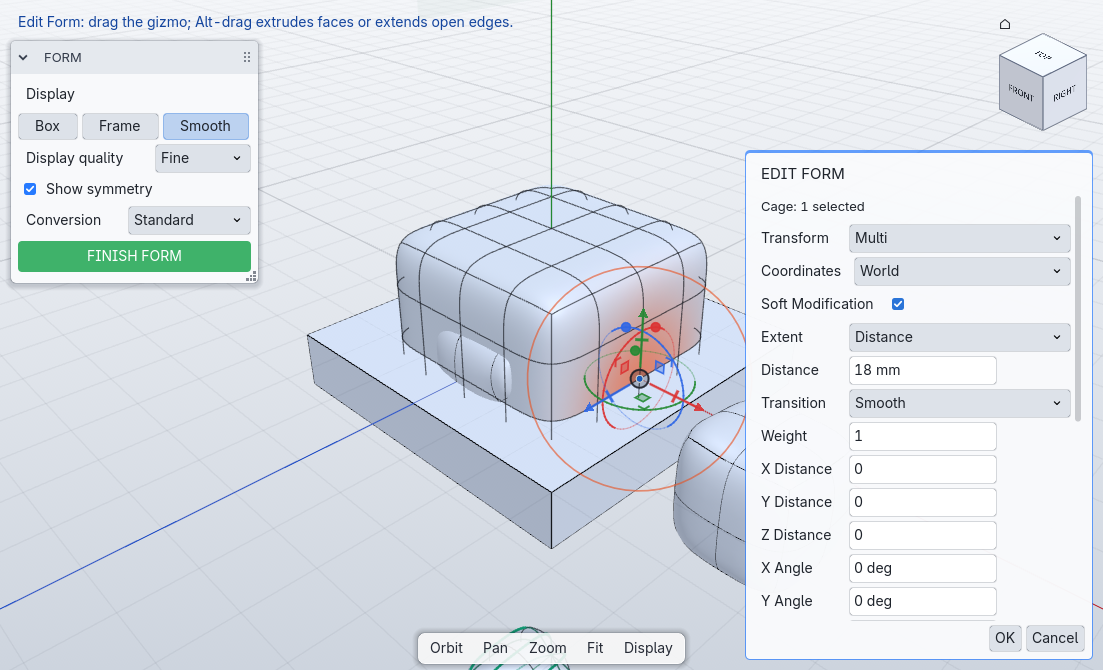 Edit Form: drag the gizmo; Alt-drag extrudes faces or extends open edges.
FORM
Display
Box Frame Smooth
Display quality Fine
Show symmetry
Conversion Standard
FINISH FORM
TOP
FRONT RIGHT
EDIT FORM
Cage: 1 selected
Transform Multi
Coordinates World
Soft Modification
Extent Distance
Distance 18 mm
Transition Smooth
Weight 1
X Distance 0
Y Distance 0
Z Distance 0
X Angle 0 deg
Y Angle 0 deg
OK Cancel
Orbit Pan Zoom Fit Display